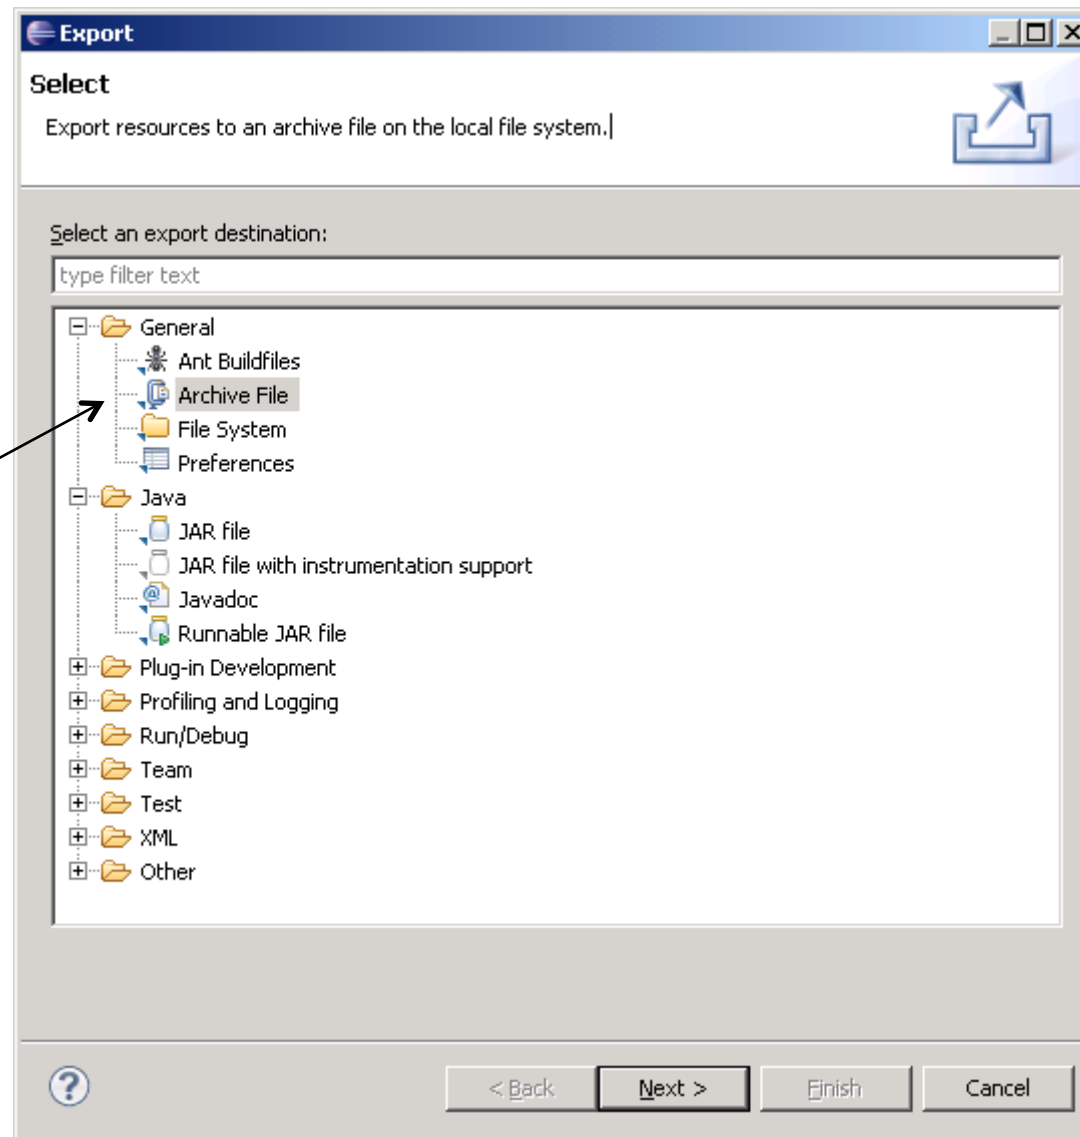 Export
Select
Export resources to an archive file on the local file system.
Select an export destination:
type filter text
General
Ant Buildfiles
Archive File
File System
Preferences
Java
JAR file
JAR file with instrumentation support
Javadoc
Runnable JAR file
Plug-in Development
Profiling and Logging
Run/Debug
Team
Test
XML
Other
? < Back Next > Finish Cancel